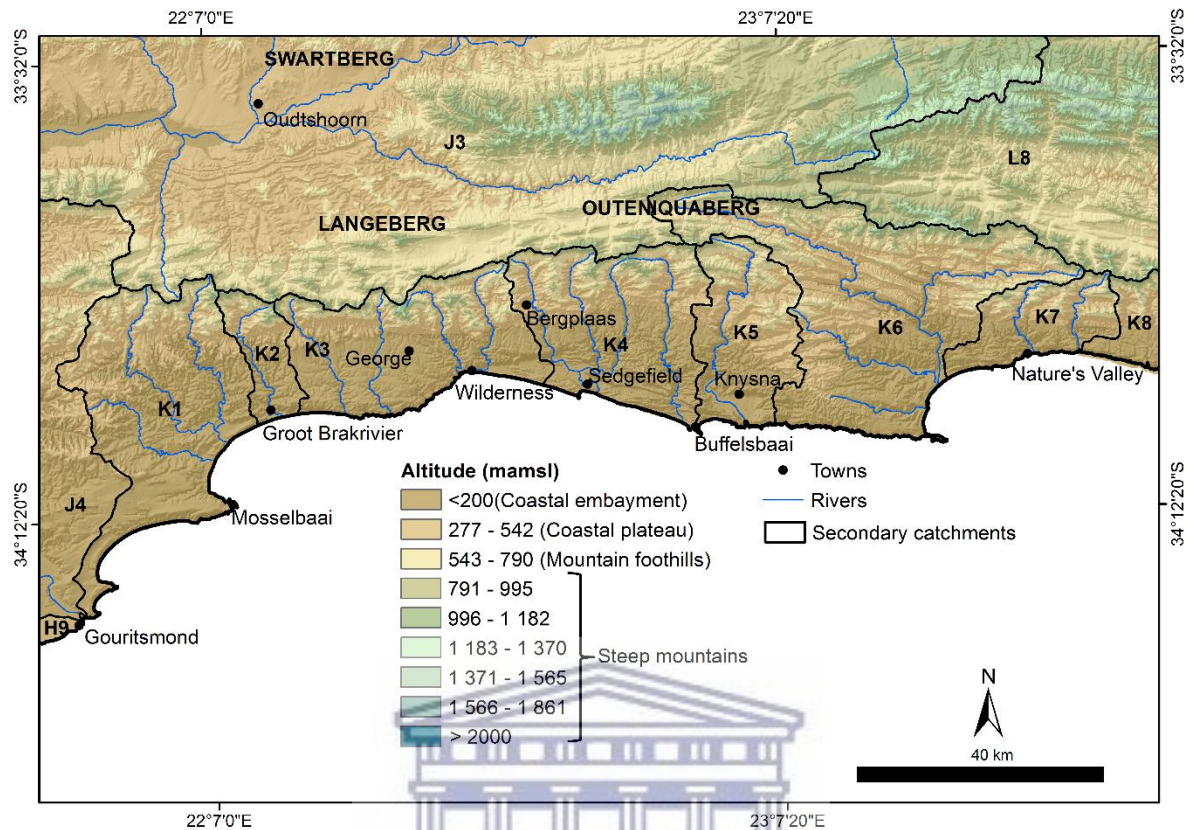 22°7'0"E
23°7'20"E
33°32'0"S
33°32'0"S
SWARTBERG
Oudtshoorn
J3
L8
LANGEBERG
OUTENIQUABERG
Bergplaas
K5
K7
K8
K2
K3
George
K4
K6
Sedgefield
Knysna
Nature's Valley
K1
Wilderness
Groot Brakrivier
Buffelsbaai
J4
Mosselbaai
34°12'20"S
34°12'20"S
H9
Gouritsmond
Altitude (mamsl)
<200(Coastal embayment)
277 - 542 (Coastal plateau)
543 - 790 (Mountain foothills)
791 - 995
996 - 1 182
1 183 - 1 370
1 371 - 1 565
1 566 - 1 861
> 2000
Steep mountains
Towns
Rivers
Secondary catchments
N
40 km
22°7'0"E
23°7'20"E